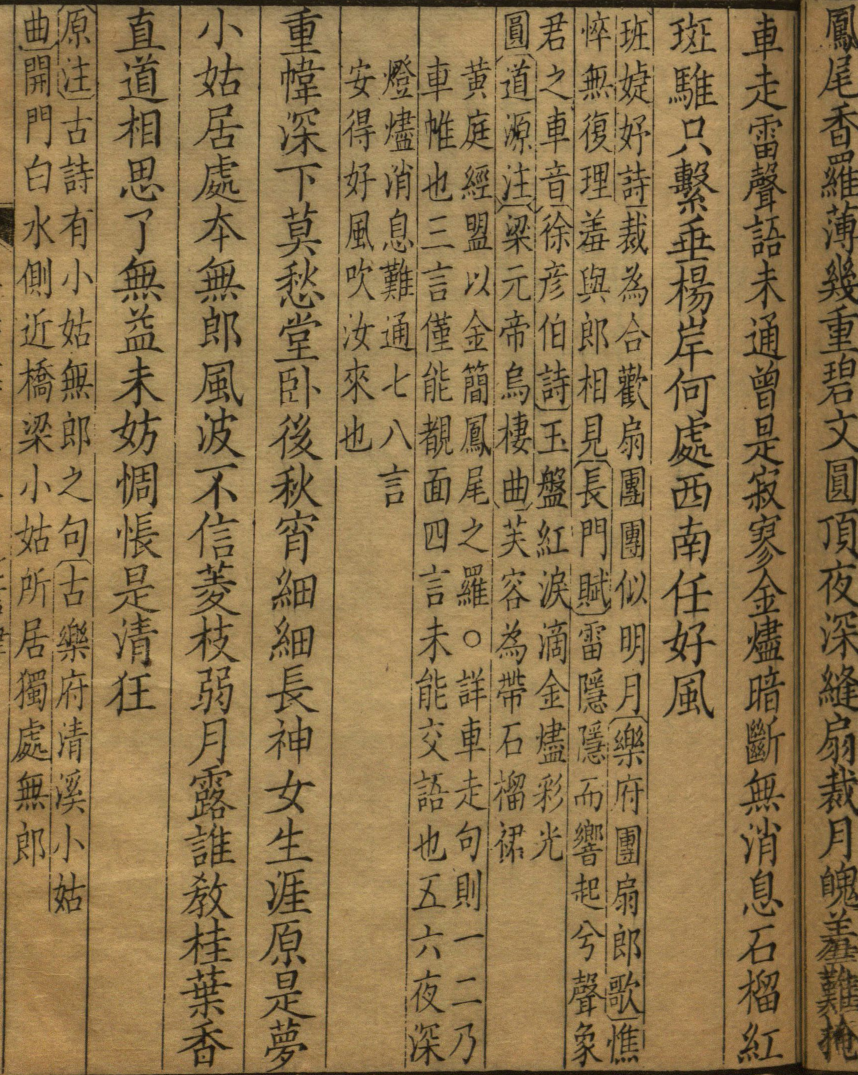 鳳尾香羅薄幾重碧文圓頂夜深縫扇裁月魄羞難掩
車走雷聲語未通曾是寂寥金燼暗斷無消息石榴紅
斑騅只繫垂楊岸何處西南任好風
班婕妤詩裁為合歡扇團團似明月樂府團扇郎歌憔
悴無復理羞與郎相見長門賦雷隱隱而響起兮聲象
君之車音徐彥伯詩玉盤紅淚滴金燼彩光
圓道源注梁元帝烏棲曲芙容為帶石榴裙
黃庭經盟以金簡鳳尾之羅○詳車走句則一二乃
車帷也三言僅能覩面四言未能交語也五六夜深
燈燼消息難通七八言
安得好風吹汝來也
重幃深下莫愁堂卧後秋宵細細長神女生涯原是夢
小姑居處本無郎風波不信菱枝弱月露誰教桂葉香
直道相思了無益未妨惆悵是清狂
原注古詩有小姑無郎之句古樂府清溪小姑
曲開門白水側近橋梁小姑所居獨處無郎